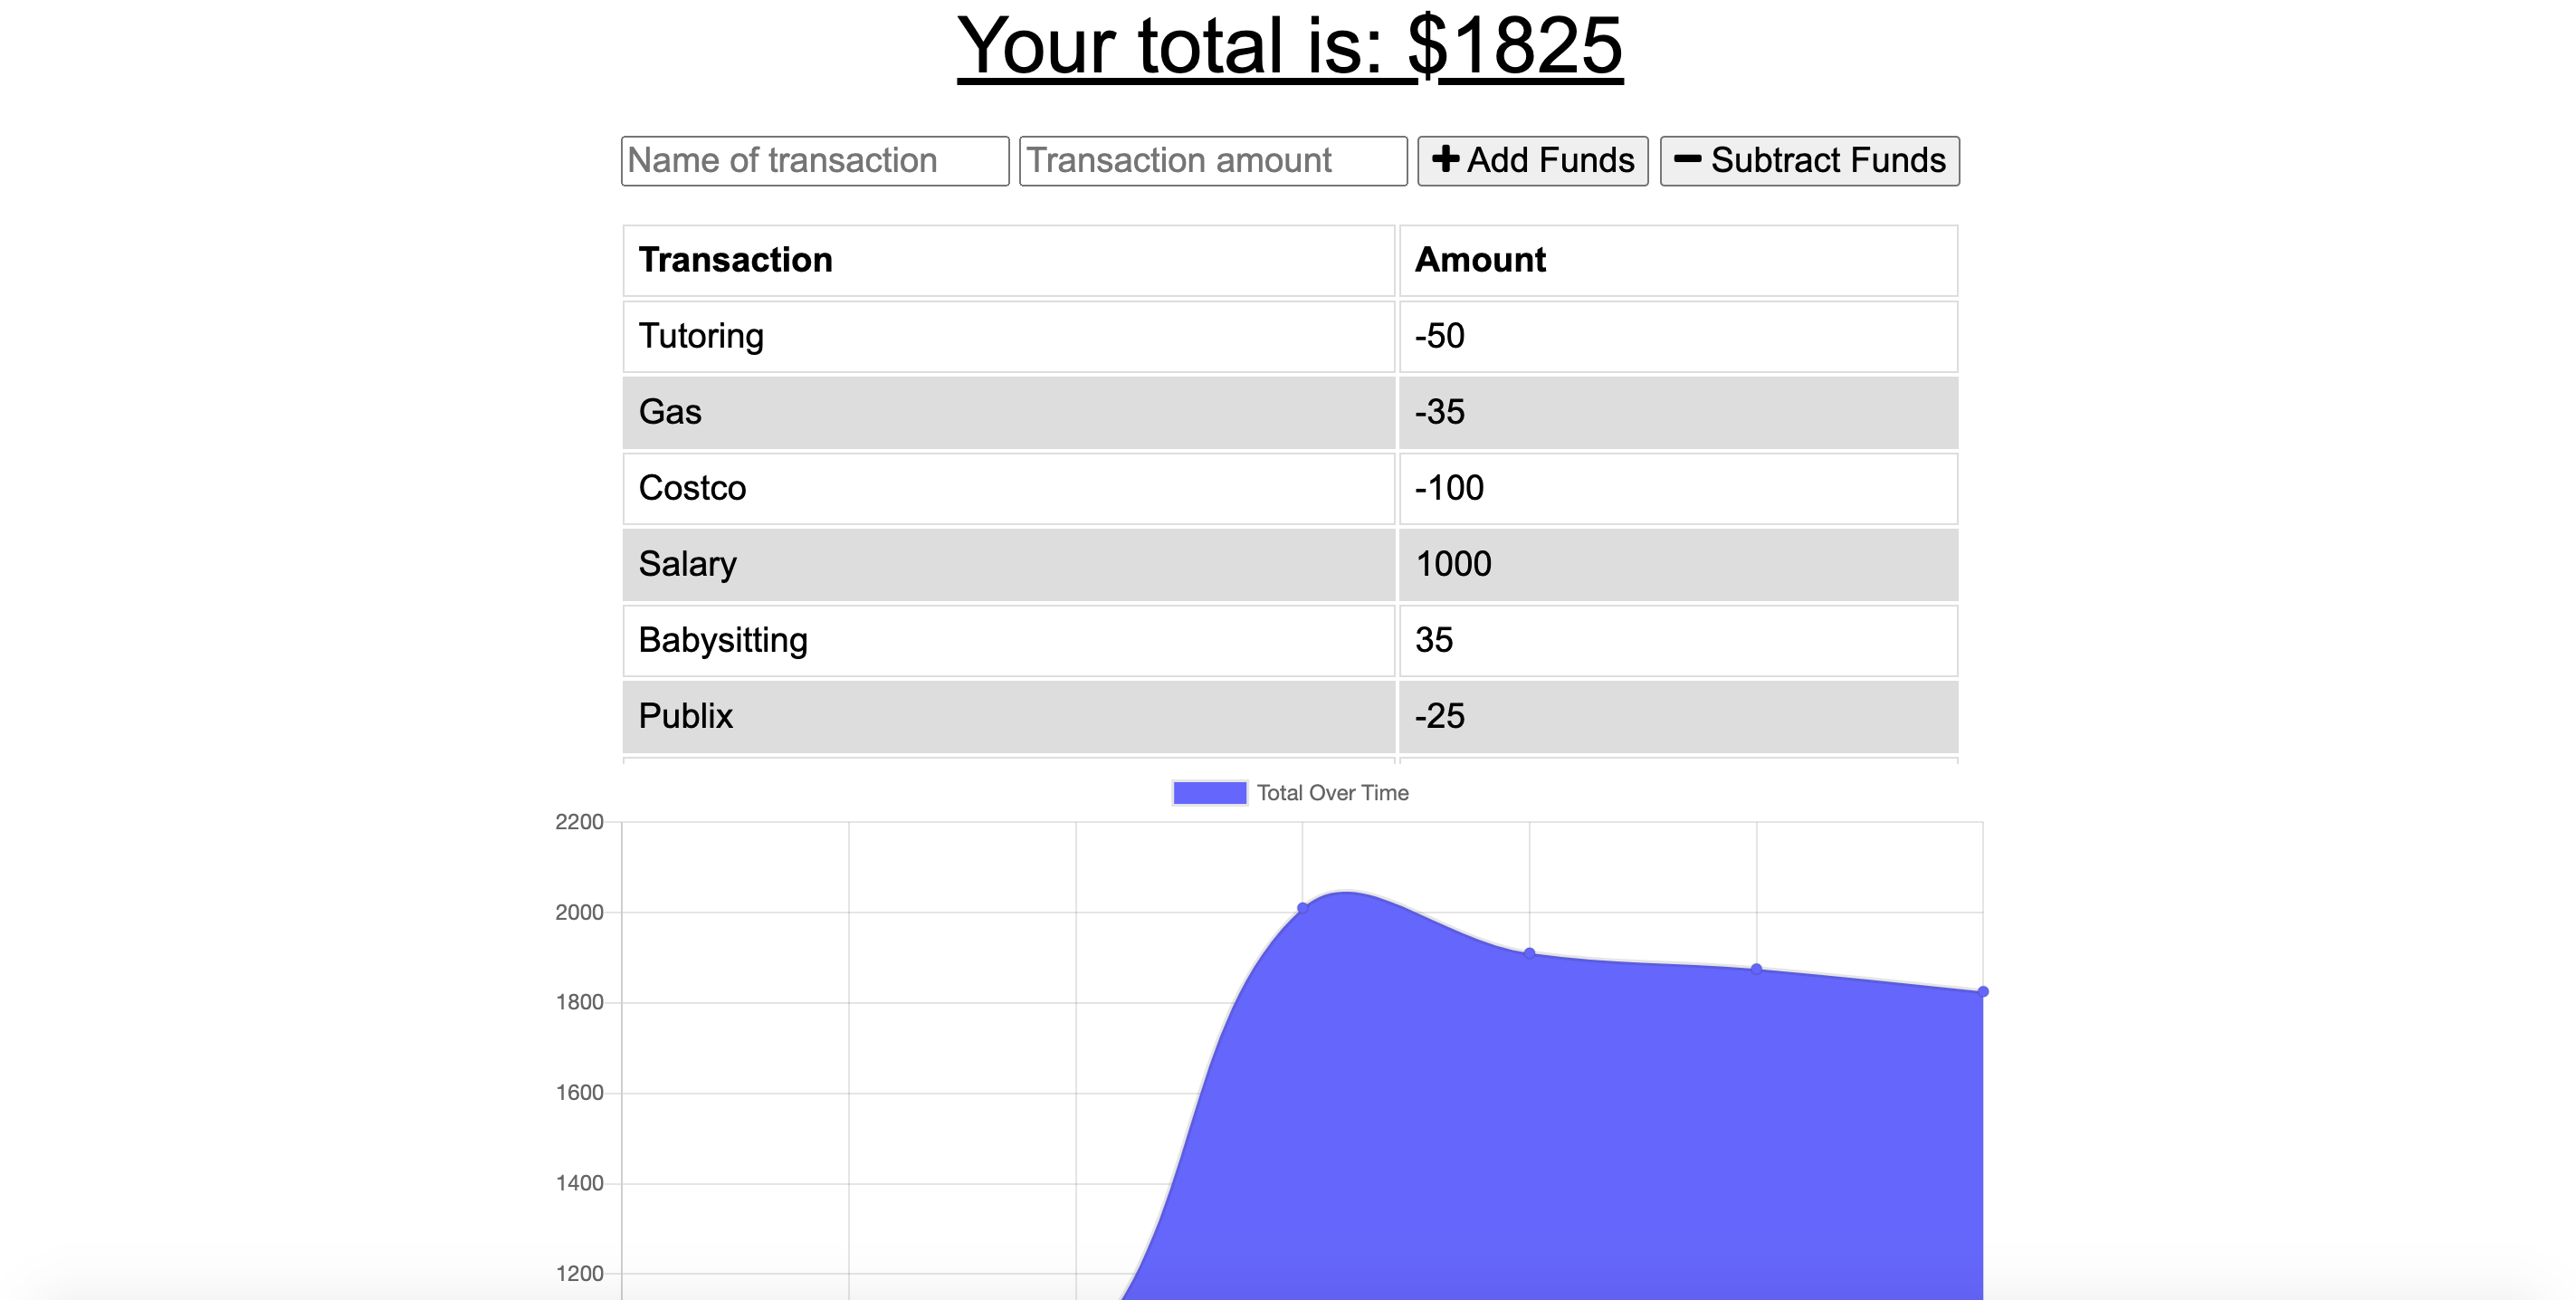 Your total is: $1825
Name of transaction Transaction amount Add Funds Subtract Funds
Transaction Amount
Tutoring -50
Gas -35
Costco -100
Salary 1000
Babysitting 35
Publix -25
Total Over Time
2200
2000
1800
1600
1400
1200